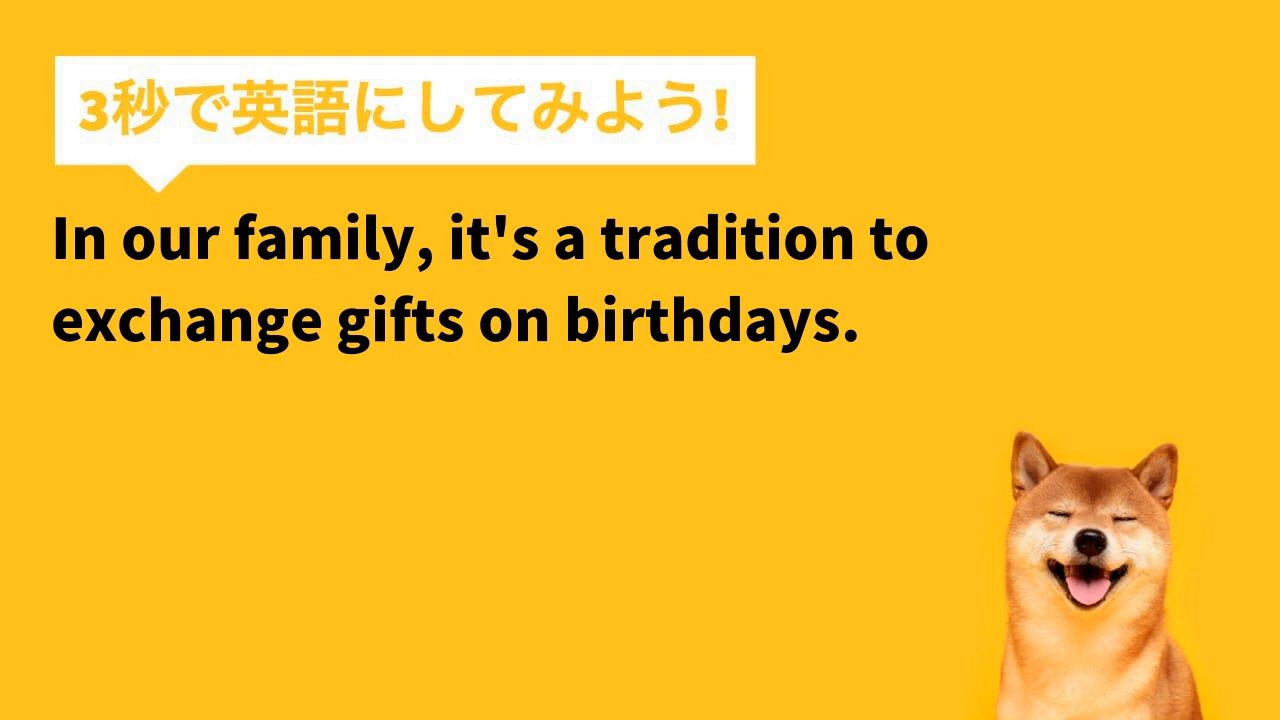 3秒で英語にしてみよう!
In our family, it's a tradition to
exchange gifts on birthdays.